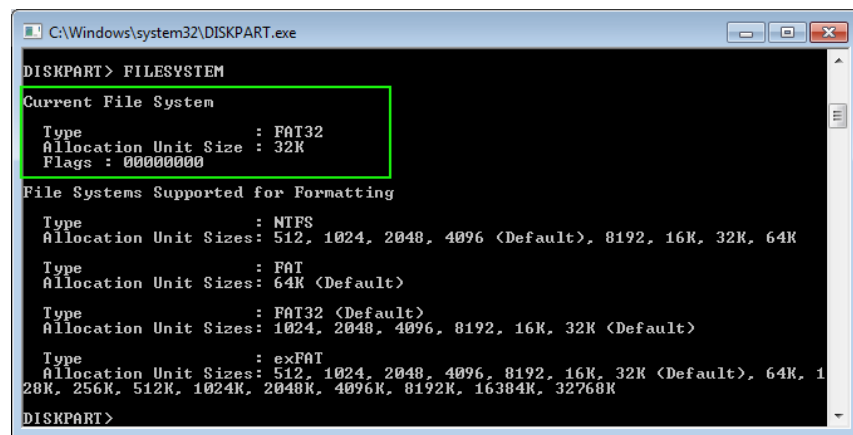 C:\Windows\system32\DISKPART.exe
DISKPART> FILESYSTEM
Current File System
Type : FAT32
Allocation Unit Size : 32K
Flags : 00000000
File Systems Supported for Formatting
Type : NTFS
Allocation Unit Sizes: 512, 1024, 2048, 4096 (Default), 8192, 16K, 32K, 64K
Type : FAT
Allocation Unit Sizes: 64K (Default)
Type : FAT32 (Default)
Allocation Unit Sizes: 1024, 2048, 4096, 8192, 16K, 32K (Default)
Type : exFAT
Allocation Unit Sizes: 512, 1024, 2048, 4096, 8192, 16K, 32K (Default), 64K, 1
28K, 256K, 512K, 1024K, 2048K, 4096K, 8192K, 16384K, 32768K
DISKPART>